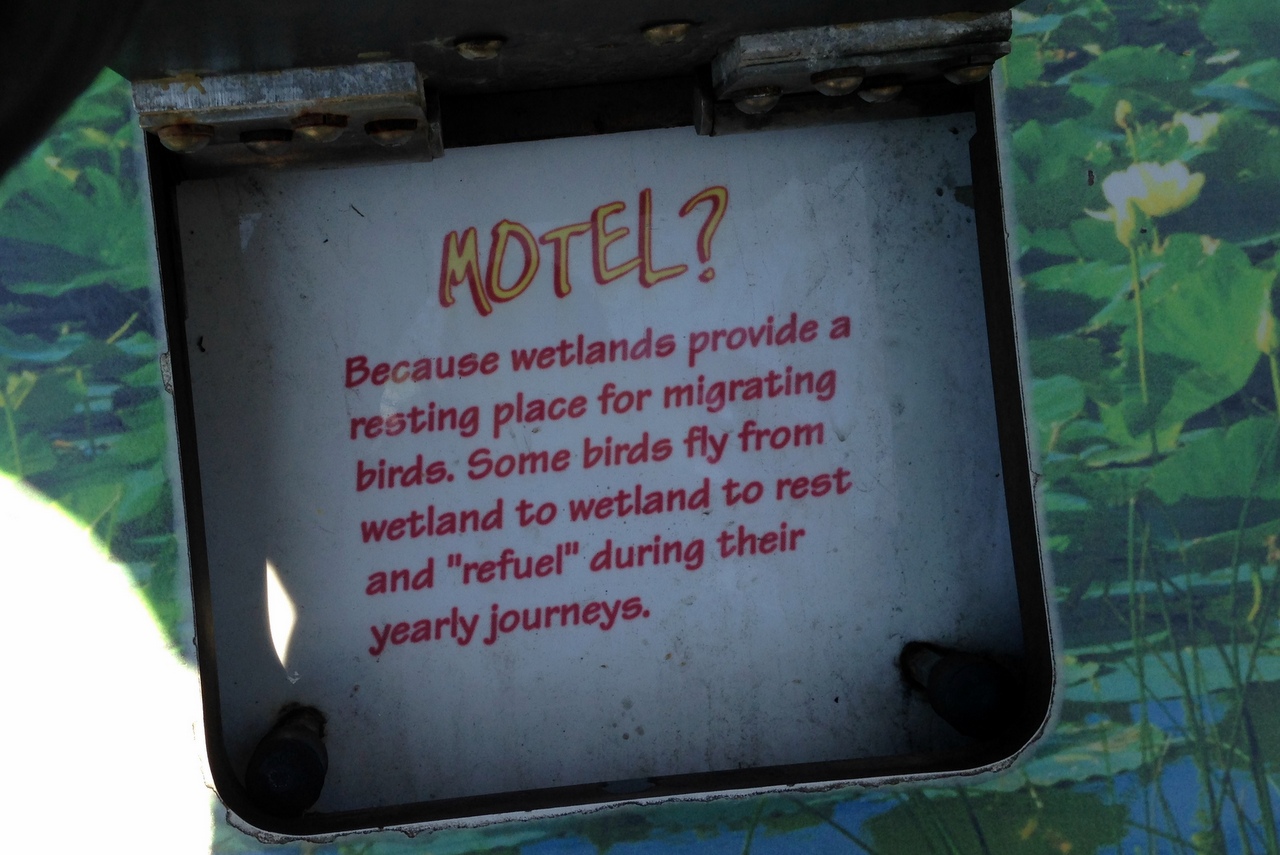 MOTEL?
Because wetlands provide a
resting place for migrating
birds. Some birds fly from
wetland to wetland to rest
and "refuel" during their
yearly journeys.